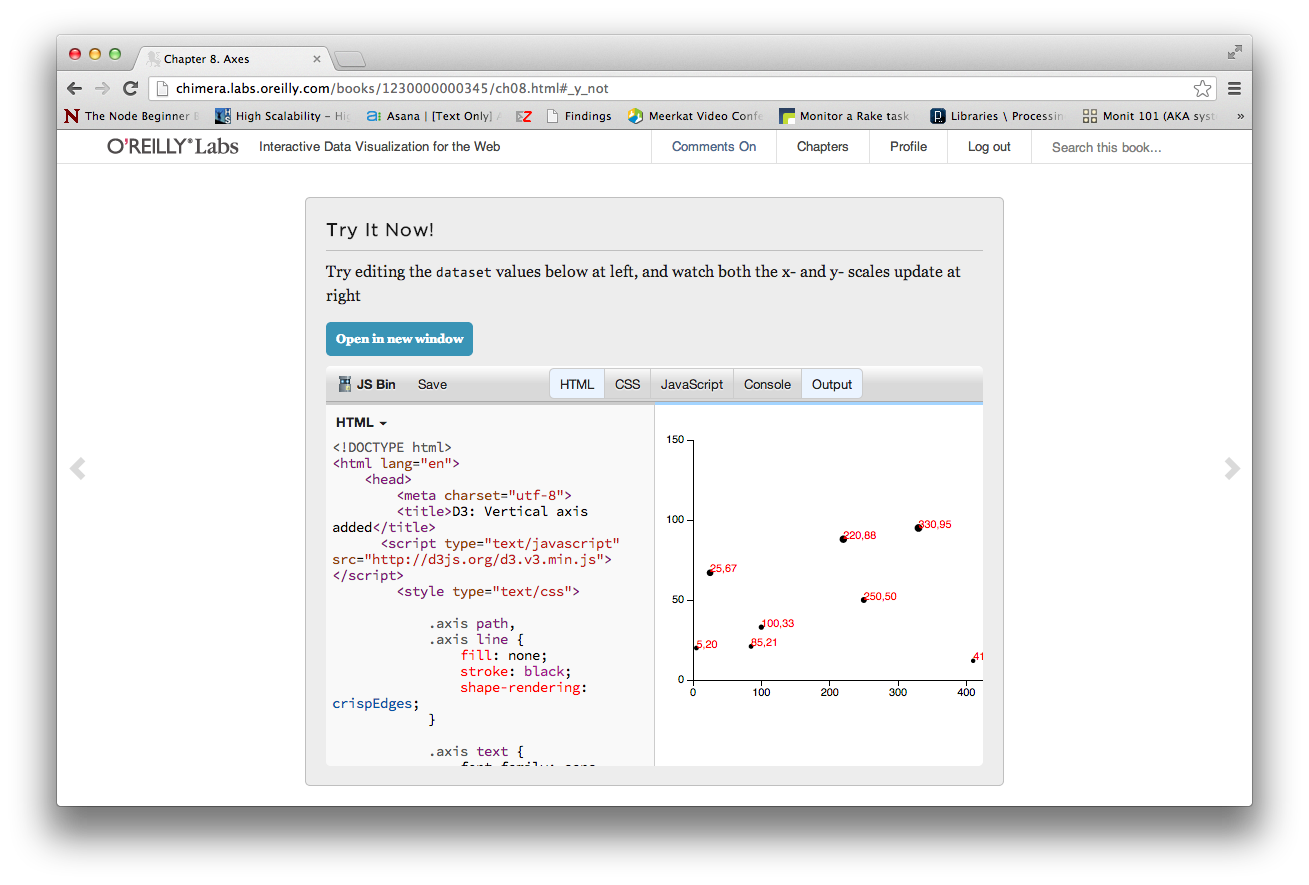 Chapter 8. Axes
chimera.labs.oreilly.com/books/1230000000345/ch08.html#_y_not
The Node Beginner High Scalability – Hig Asana | [Text Only] Findings Meerkat Video Confe Monitor a Rake task Libraries \ Processin Monit 101 (AKA syst »
O'REILLY® Labs Interactive Data Visualization for the Web Comments On Chapters Profile Log out Search this book...
Try It Now!
Try editing the dataset values below at left, and watch both the x- and y- scales update at
right
Open in new window
JS Bin Save HTML CSS JavaScript Console Output
HTML
<!DOCTYPE html>
<html lang="en">
<head>
<meta charset="utf-8">
<title>D3: Vertical axis
added</title>
<script type="text/javascript"
src="http://d3js.org/d3.v3.min.js">
</script>
<style type="text/css">
.axis path,
.axis line {
fill: none;
stroke: black;
shape-rendering:
crispEdges;
}
.axis text {
150
100
50
0
330,95
220,88
25,67
250,50
100,33
85,21
5,20
41
0 100 200 300 400